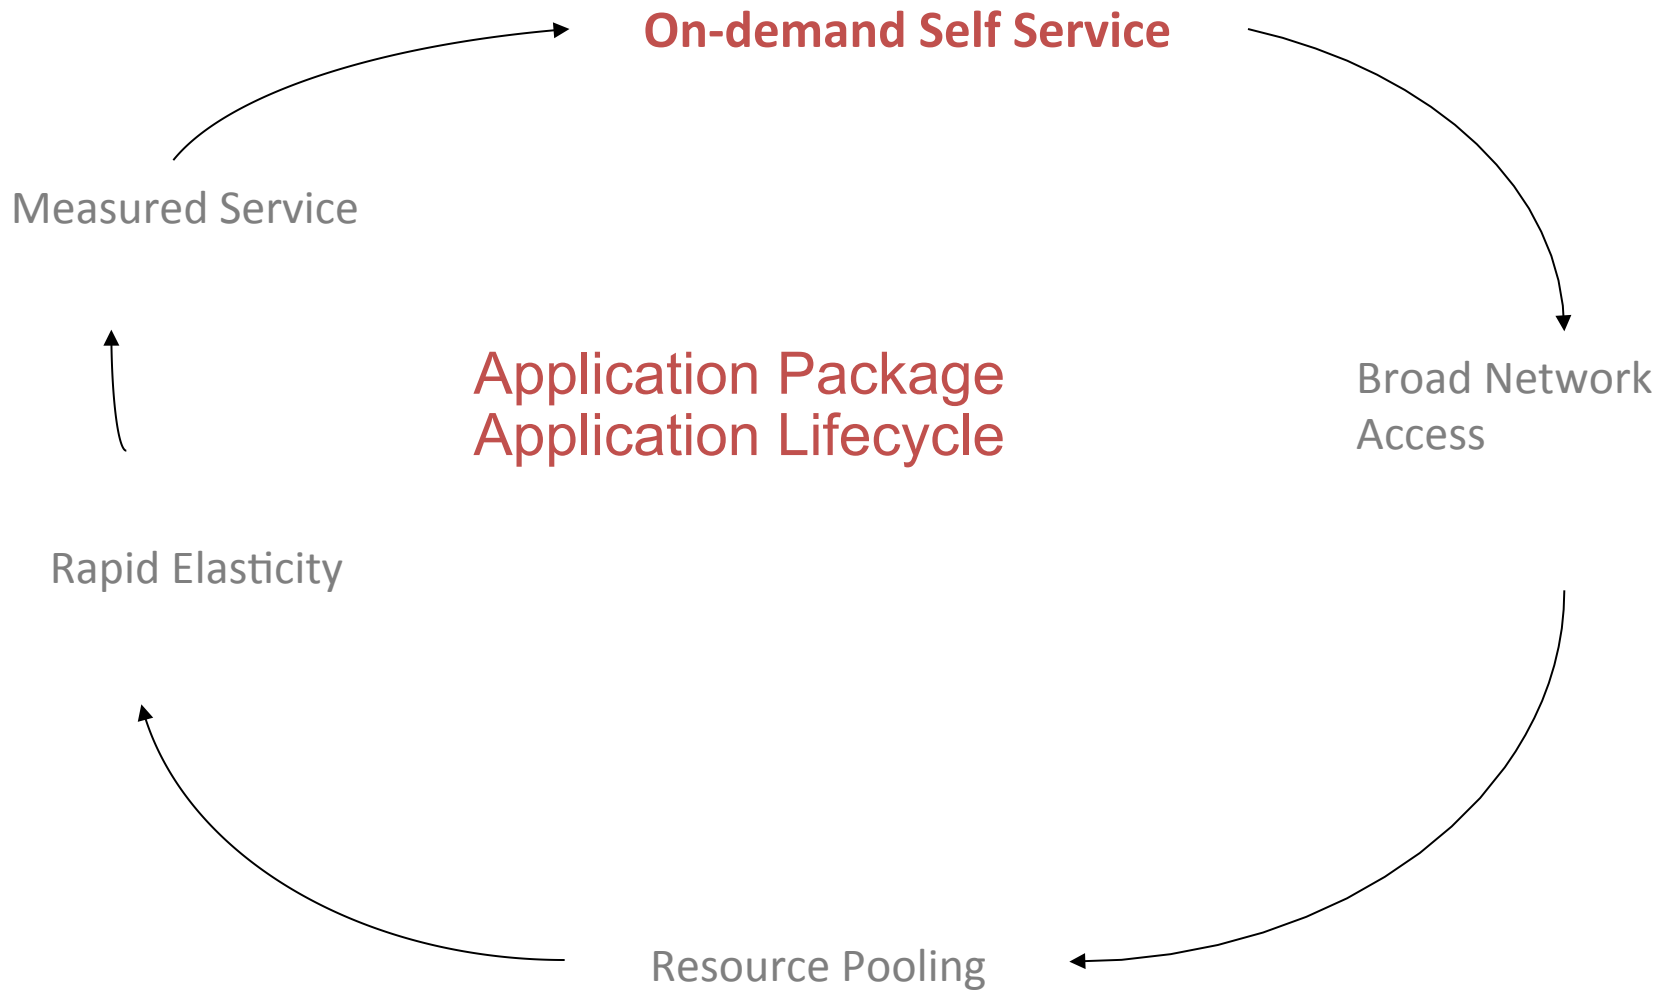 On-demand Self Service
Measured Service
Application Package
Application Lifecycle
Broad Network
Access
Rapid Elasticity
Resource Pooling